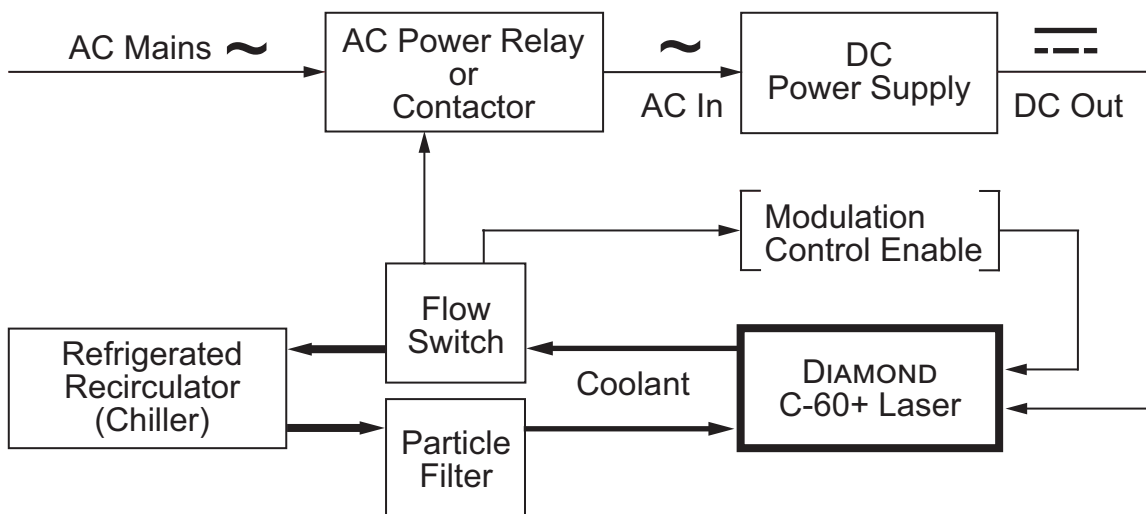 AC Mains ~
AC Power Relay
or
Contactor
~
AC In
DC
Power Supply
DC Out
Modulation
Control Enable
Flow
Switch
Refrigerated
Recirculator
(Chiller)
Coolant
DIAMOND
C-60+ Laser
Particle
Filter